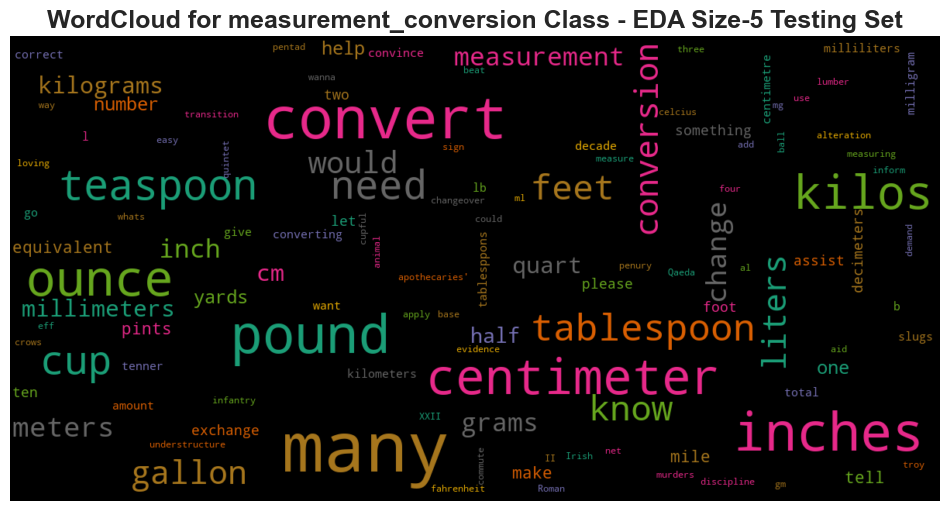 WordCloud for measurement_conversion Class - EDA Size-5 Testing Set
correct
pentad
help
convince
measurement
three
milliliters
kilograms
wanna
beat
conversion
centimetre
lumber
milligram
way
number
two
transition
convert
celcius
mg
use
l
easy
quintet
sign
decade
something
add
ball
alteration
loving
would
measure
measuring
teaspoon
need
lb
ml
feet
four
inform
kilos
go
whats
let
cupful
changeover
could
change
decimeters
demand
equivalent
inch
give
converting
animal
tablesppons
quart
penury
Qaeda
al
assist
ounce
cm
apothecaries'
please
liters
millimeters
yards
want
foot
b
eff
pints
apply
base
half
tablespoon
slugs
crows
cup
tenner
pound
evidence
aid
one
kilometers
centimeter
ten
amount
infantry
know
total
meters
exchange
XXII
grams
inches
understructure
many
commute
II
Irish
net
mile
gallon
make
murders
tell
troy
fahrenheit
Roman
discipline
gm